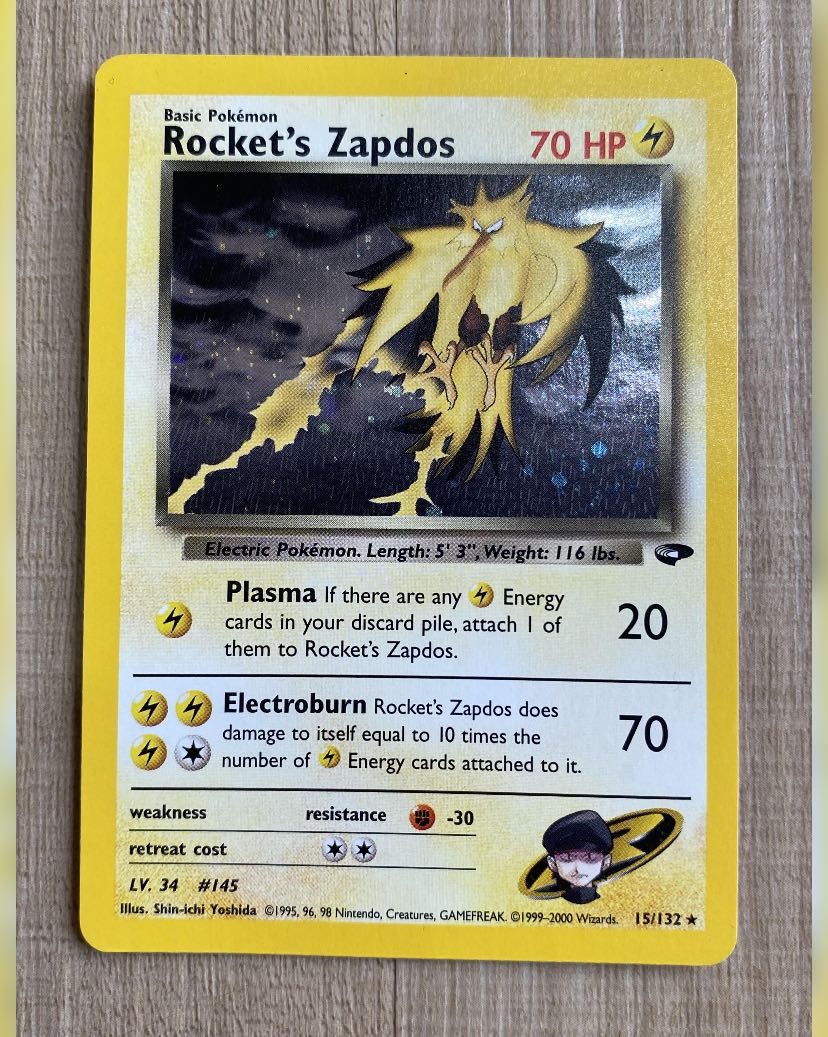 Basic Pokémon
Rocket's Zapdos 70 HP
Electric Pokémon. Length: 5' 3", Weight: 116 lbs.
Plasma If there are any Energy
cards in your discard pile, attach 1 of
them to Rocket's Zapdos.
20
Electroburn Rocket's Zapdos does
damage to itself equal to 10 times the
number of Energy cards attached to it.
70
weakness resistance -30
retreat cost
LV. 34 #145
Illus. Shin-ichi Yoshida ©1995, 96, 98 Nintendo, Creatures, GAMEFREAK. ©1999-2000 Wizards. 15/132 ★